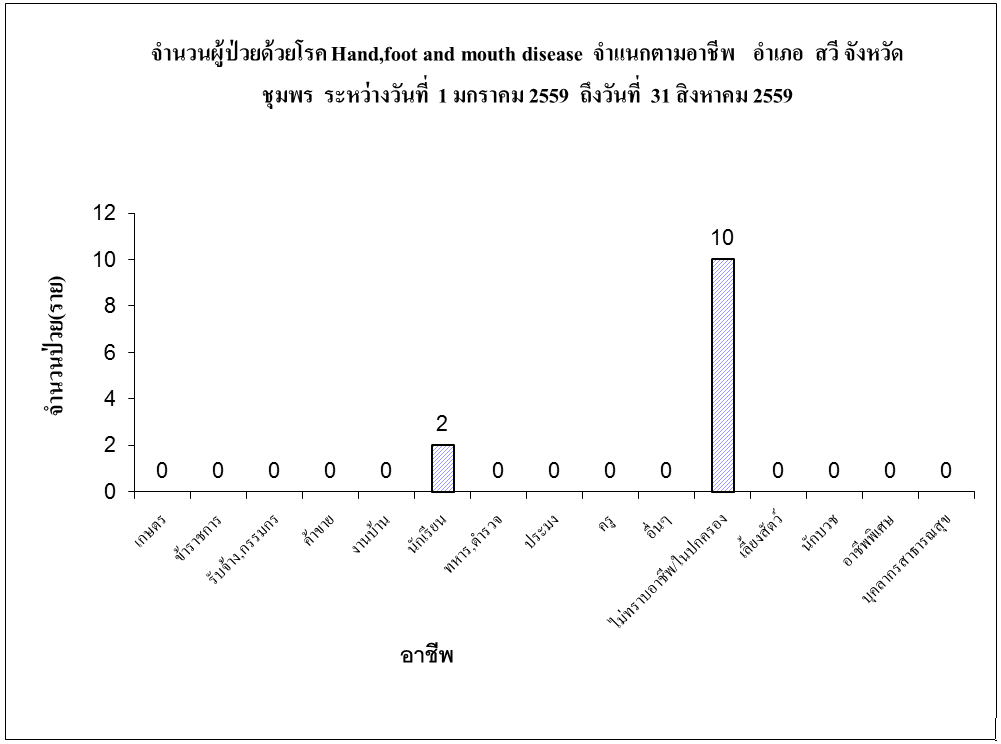 จำนวนผู้ป่วยด้วยโรค Hand,foot and mouth disease จำแนกตามอาชีพ อำเภอ สวี จังหวัด
ชุมพร ระหว่างวันที่ 1 มกราคม 2559 ถึงวันที่ 31 สิงหาคม 2559
จำนวนป่วย(ราย)
12
10
8
6
4
2
0
0 0 0 0 0 2 0 0 0 0 10 0 0 0 0
เกษตร
ข้าราชการ
รับจ้าง,กรรมกร
ค้าขาย
งานบ้าน
นักเรียน
ทหาร,ตำรวจ
ประมง
ครู
อื่นๆ
ไม่ทราบอาชีพ/ในปกครอง
เลี้ยงสัตว์
นักบวช
อาชีพพิเศษ
บุคลากรสาธารณสุข
อาชีพ